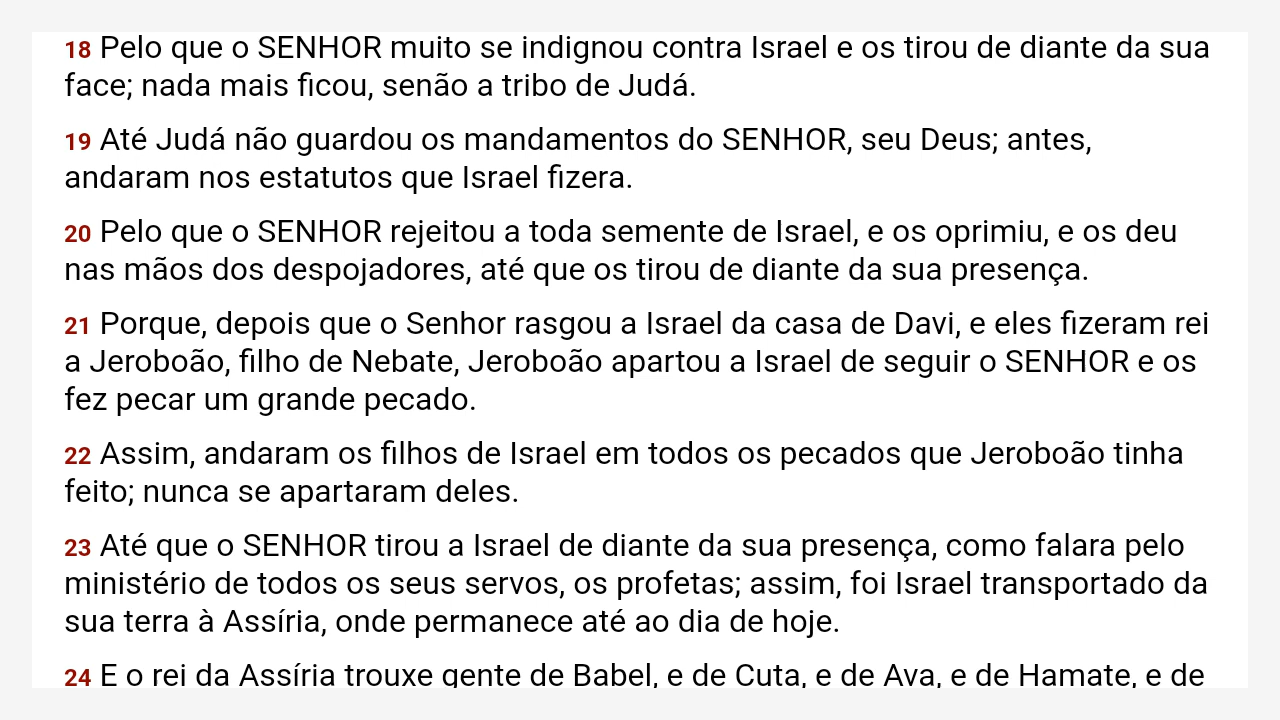 18 Pelo que o SENHOR muito se indignou contra Israel e os tirou de diante da sua
face; nada mais ficou, senão a tribo de Judá.
19 Até Judá não guardou os mandamentos do SENHOR, seu Deus; antes,
andaram nos estatutos que Israel fizera.
20 Pelo que o SENHOR rejeitou a toda semente de Israel, e os oprimiu, e os deu
nas mãos dos despojadores, até que os tirou de diante da sua presença.
21 Porque, depois que o Senhor rasgou a Israel da casa de Davi, e eles fizeram rei
a Jeroboão, filho de Nebate, Jeroboão apartou a Israel de seguir o SENHOR e os
fez pecar um grande pecado.
22 Assim, andaram os filhos de Israel em todos os pecados que Jeroboão tinha
feito; nunca se apartaram deles.
23 Até que o SENHOR tirou a Israel de diante da sua presença, como falara pelo
ministério de todos os seus servos, os profetas; assim, foi Israel transportado da
sua terra à Assíria, onde permanece até ao dia de hoje.
24 E o rei da Assíria trouxe gente de Babel, e de Cuta, e de Ava, e de Hamate, e de